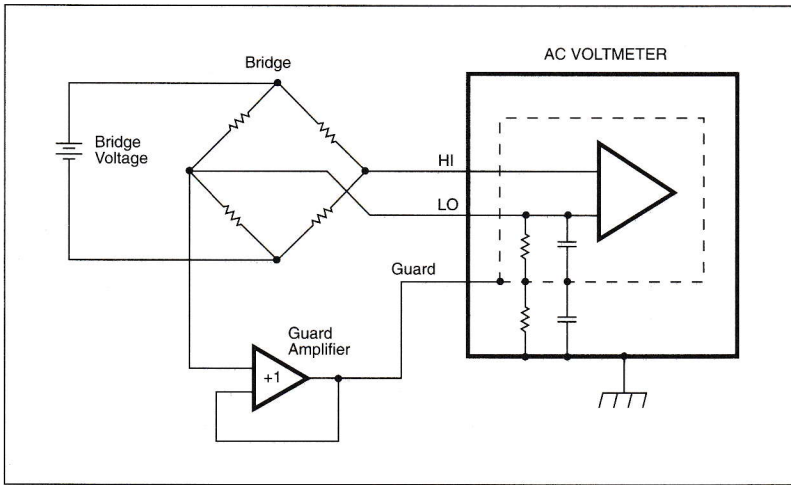 Bridge
AC VOLTMETER
Bridge
Voltage
HI
LO
Guard
Guard
Amplifier
+1